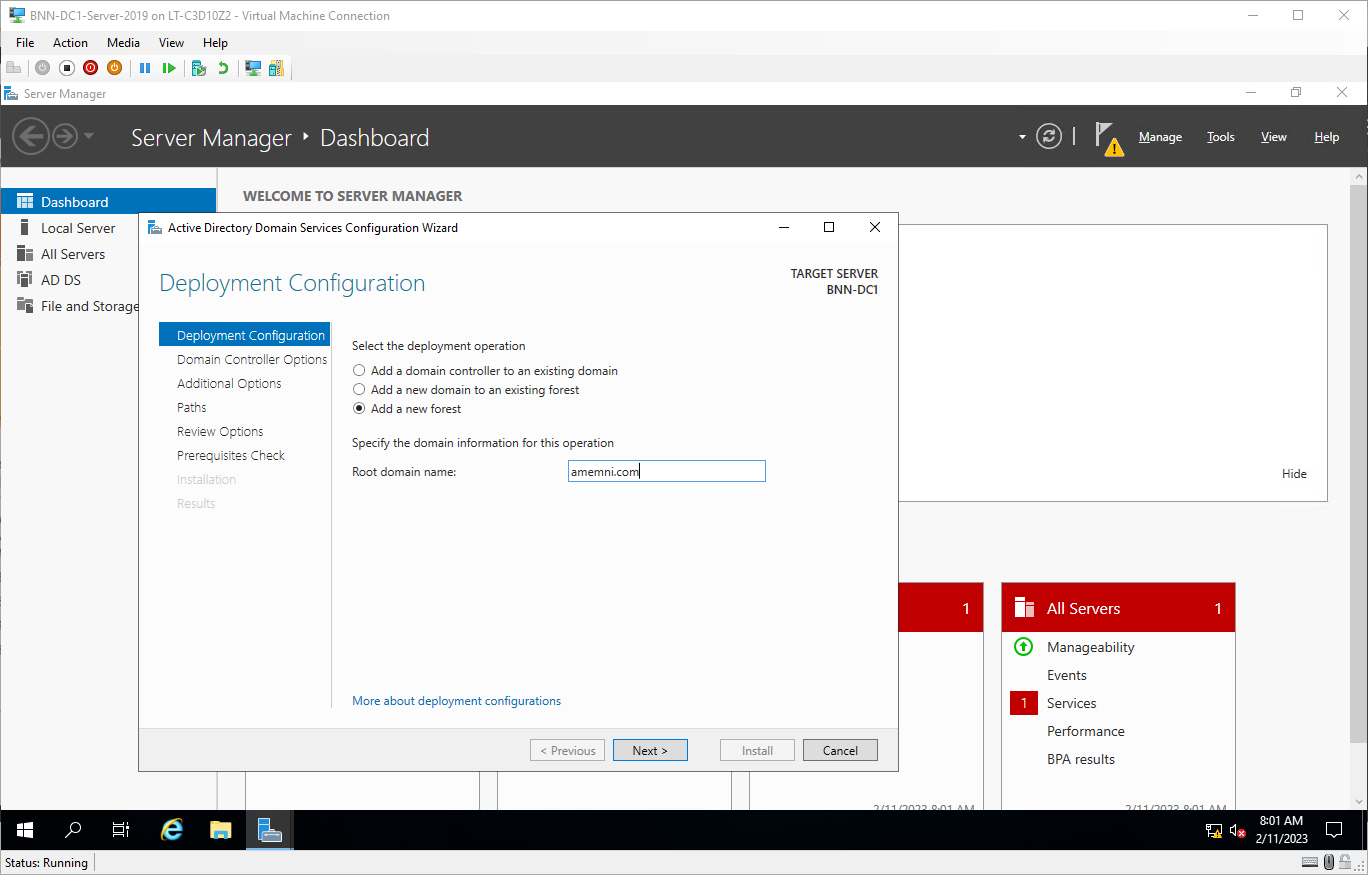 BNN-DC1-Server-2019 on LT-C3D10Z2 - Virtual Machine Connection
File Action Media View Help
Server Manager
Server Manager ‣ Dashboard
Manage Tools View Help
Dashboard
Local Server
All Servers
AD DS
File and Storage
WELCOME TO SERVER MANAGER
Active Directory Domain Services Configuration Wizard
Deployment Configuration
TARGET SERVER
BNN-DC1
Deployment Configuration
Domain Controller Options
Additional Options
Paths
Review Options
Prerequisites Check
Installation
Results
Select the deployment operation
Add a domain controller to an existing domain
Add a new domain to an existing forest
Add a new forest
Specify the domain information for this operation
Root domain name: amemni.com
More about deployment configurations
< Previous Next > Install Cancel
Hide
1
All Servers 1
Manageability
Events
1 Services
Performance
BPA results
2/11/2023 8:01 AM
2/11/2023 8:01 AM
8:01 AM
2/11/2023
Status: Running